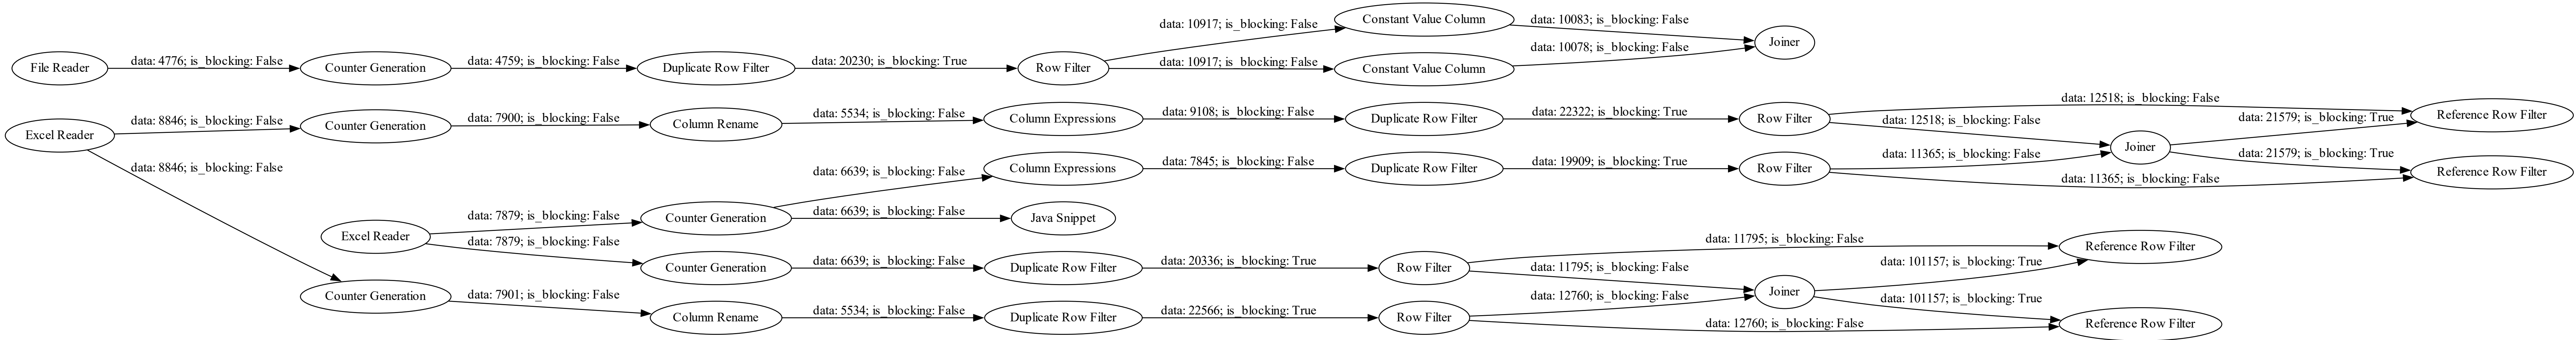 File Reader
data: 4776; is_blocking: False
Counter Generation
data: 4759; is_blocking: False
Duplicate Row Filter
data: 20230; is_blocking: True
Row Filter
data: 10917; is_blocking: False
Constant Value Column
data: 10083; is_blocking: False
data: 10917; is_blocking: False
Constant Value Column
data: 10078; is_blocking: False
Joiner
Excel Reader
data: 8846; is_blocking: False
Counter Generation
data: 7900; is_blocking: False
Column Rename
data: 5534; is_blocking: False
Column Expressions
data: 9108; is_blocking: False
Duplicate Row Filter
data: 22322; is_blocking: True
Row Filter
data: 12518; is_blocking: False
data: 12518; is_blocking: False
Reference Row Filter
data: 8846; is_blocking: False
Excel Reader
data: 7879; is_blocking: False
Counter Generation
data: 6639; is_blocking: False
Column Expressions
data: 7845; is_blocking: False
Duplicate Row Filter
data: 19909; is_blocking: True
Row Filter
data: 11365; is_blocking: False
data: 11365; is_blocking: False
Joiner
data: 21579; is_blocking: True
data: 21579; is_blocking: True
Reference Row Filter
data: 6639; is_blocking: False
Java Snippet
data: 7879; is_blocking: False
Counter Generation
data: 6639; is_blocking: False
Duplicate Row Filter
data: 20336; is_blocking: True
Row Filter
data: 11795; is_blocking: False
data: 11795; is_blocking: False
Reference Row Filter
Counter Generation
data: 7901; is_blocking: False
Column Rename
data: 5534; is_blocking: False
Duplicate Row Filter
data: 22566; is_blocking: True
Row Filter
data: 12760; is_blocking: False
data: 12760; is_blocking: False
Joiner
data: 101157; is_blocking: True
data: 101157; is_blocking: True
Reference Row Filter